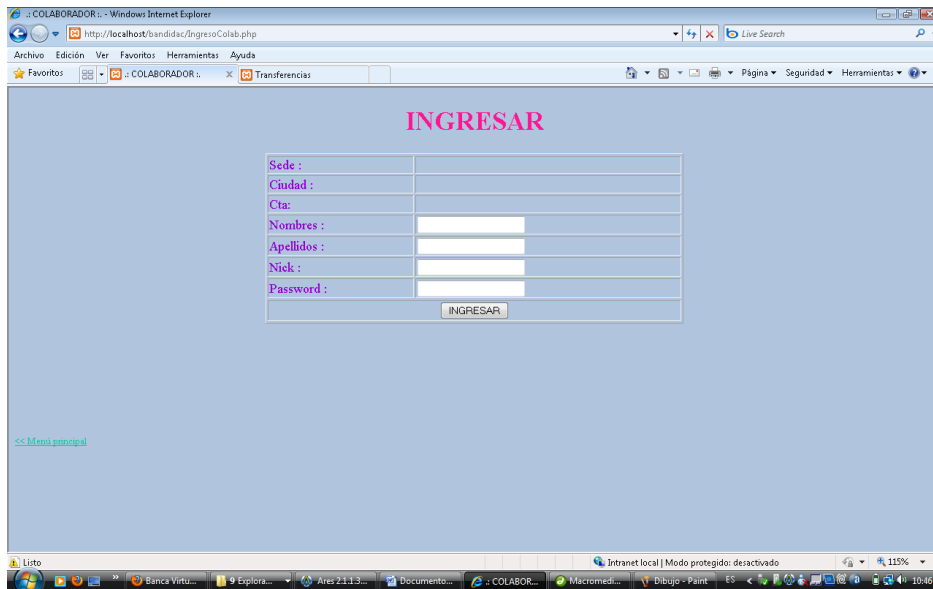 .: COLABORADOR :. - Windows Internet Explorer
http://localhost/bandidac/IngresoColab.php
Live Search
Archivo Edición Ver Favoritos Herramientas Ayuda
Favoritos .: COLABORADOR :. Transferencias Página Seguridad Herramientas
INGRESAR
Sede :
Ciudad :
Cta:
Nombres :
Apellidos :
Nick :
Password :
INGRESAR
<< Menú principal
Listo Intranet local | Modo protegido: desactivado 115%
Banca Virtu... 9 Explora... Ares 2.1.1.3... Documento... .: COLABOR... Macromedi... Dibujo - Paint ES 10:46